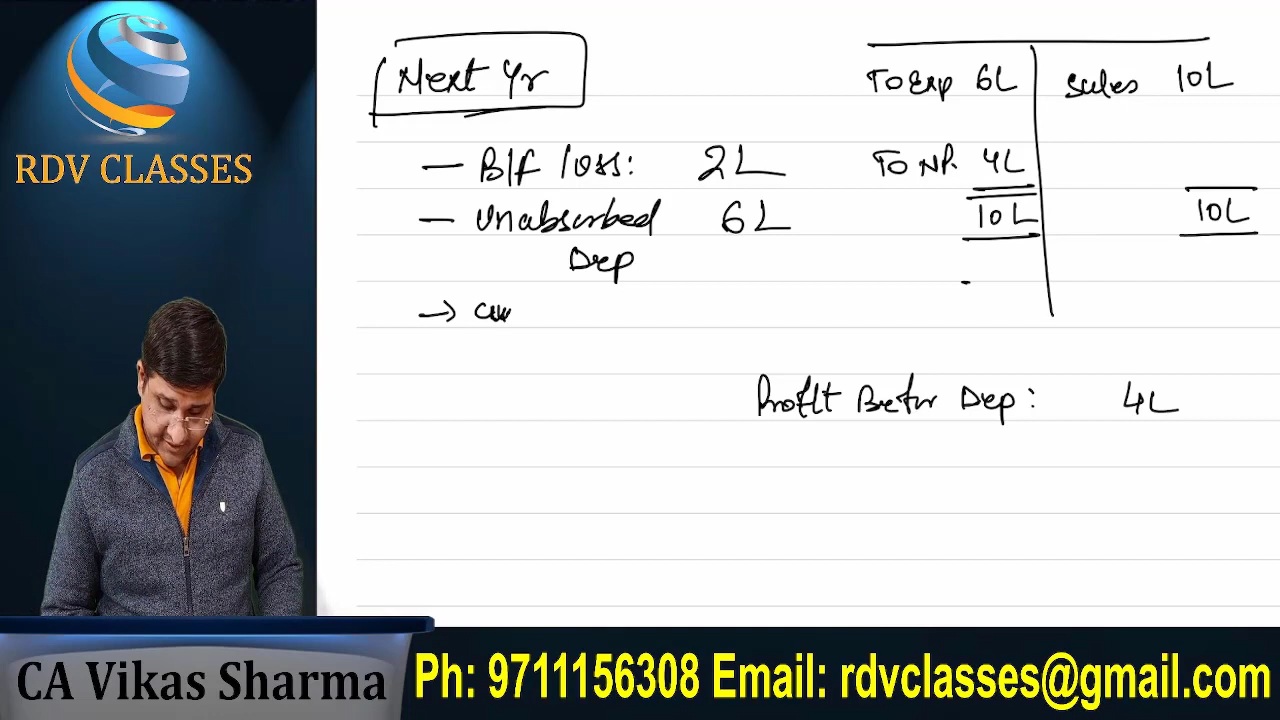 RDV CLASSES
Next Yr
- B/f loss: 2L
- Unabsorbed 6L
Dep
→
To Exp 6L Sales 10L
To NP. 4L
10L 10L
Profit Before Dep: 4L
CA Vikas Sharma
Ph: 9711156308 Email: rdvclasses@gmail.com